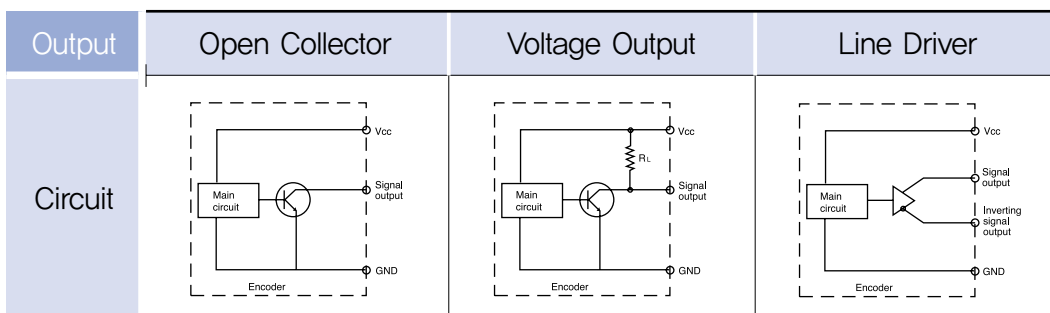 Output
Open Collector
Voltage Output
Line Driver
Circuit
Vcc
Main
circuit
Signal
output
GND
Encoder
Vcc
RL
Main
circuit
Signal
output
GND
Encoder
Vcc
Main
circuit
Signal
output
Inverting
signal
output
GND
Encoder